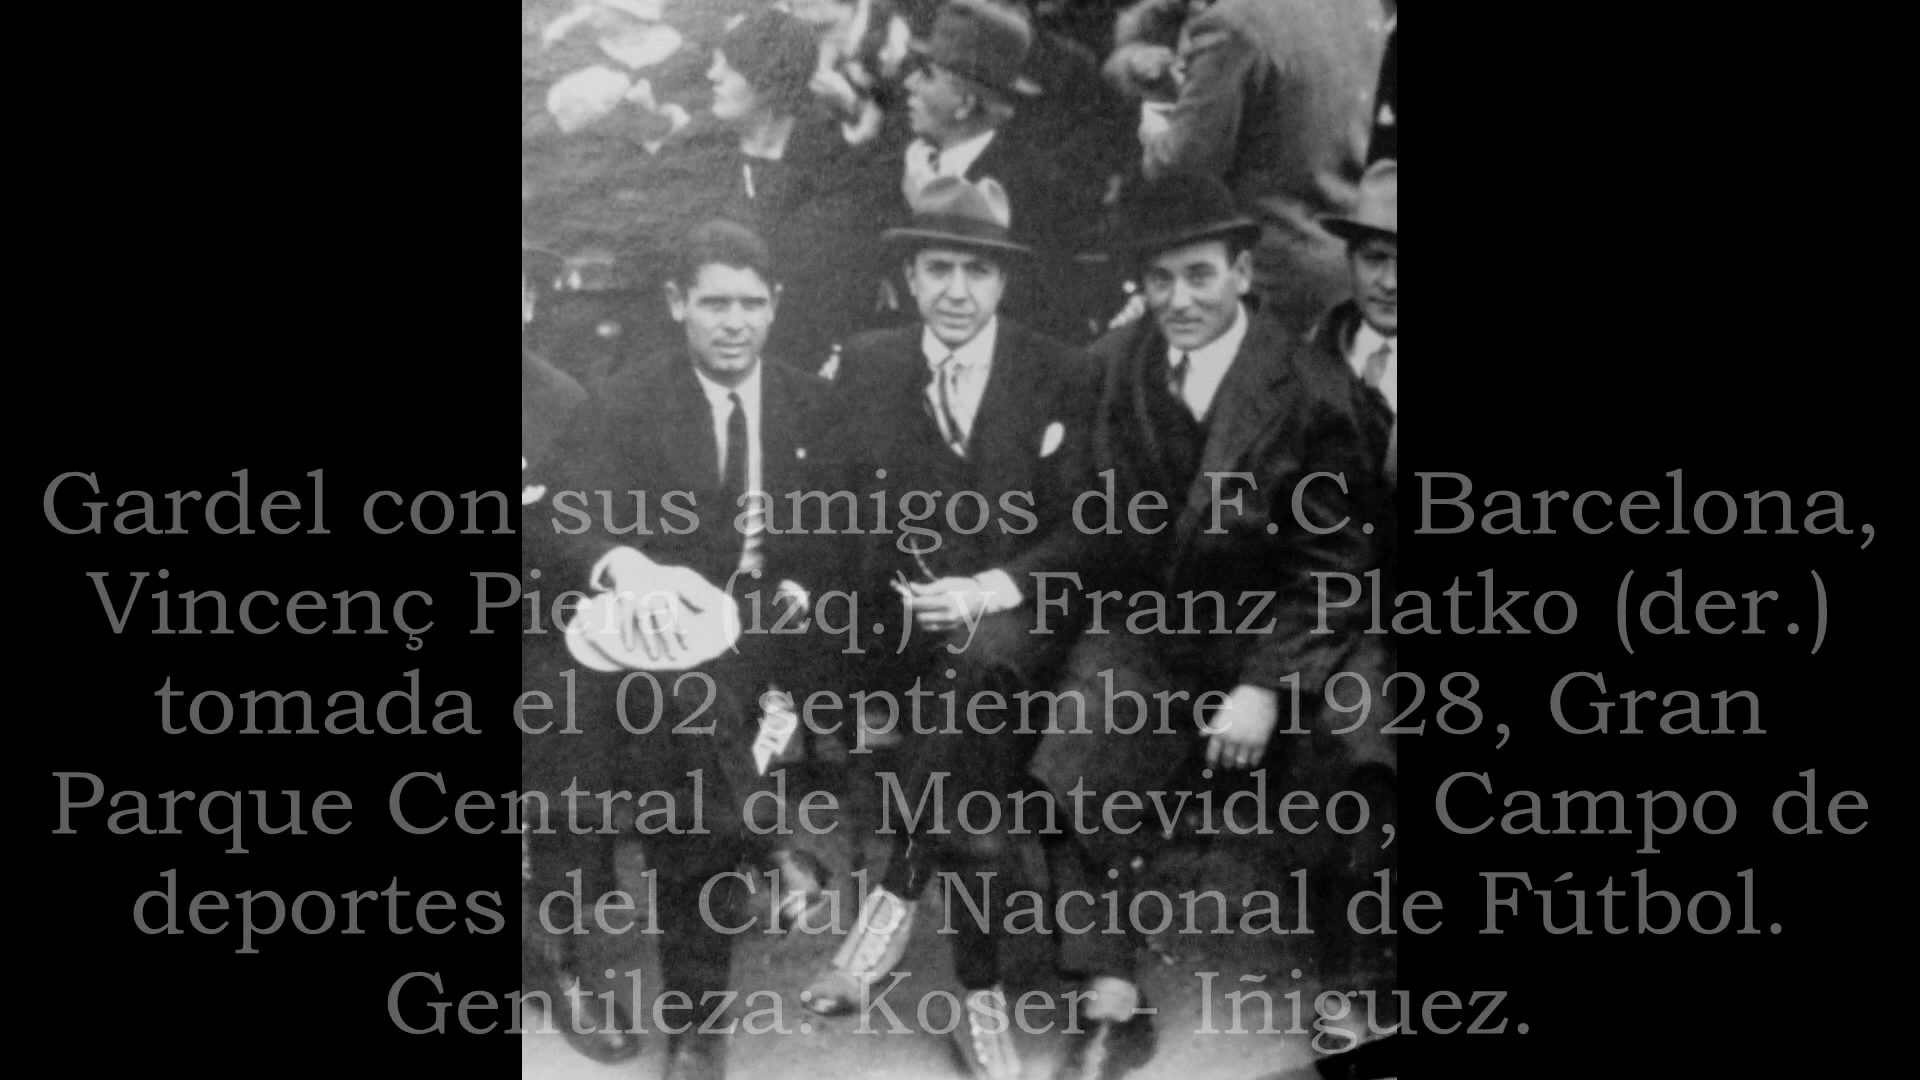 Gardel con sus amigos de F.C. Barcelona,
Vincenç Piera (izq.) y Franz Platko (der.)
tomada el 02 septiembre 1928, Gran
Parque Central de Montevideo, Campo de
deportes del Club Nacional de Fútbol.
Gentileza: Koser - Iñiguez.